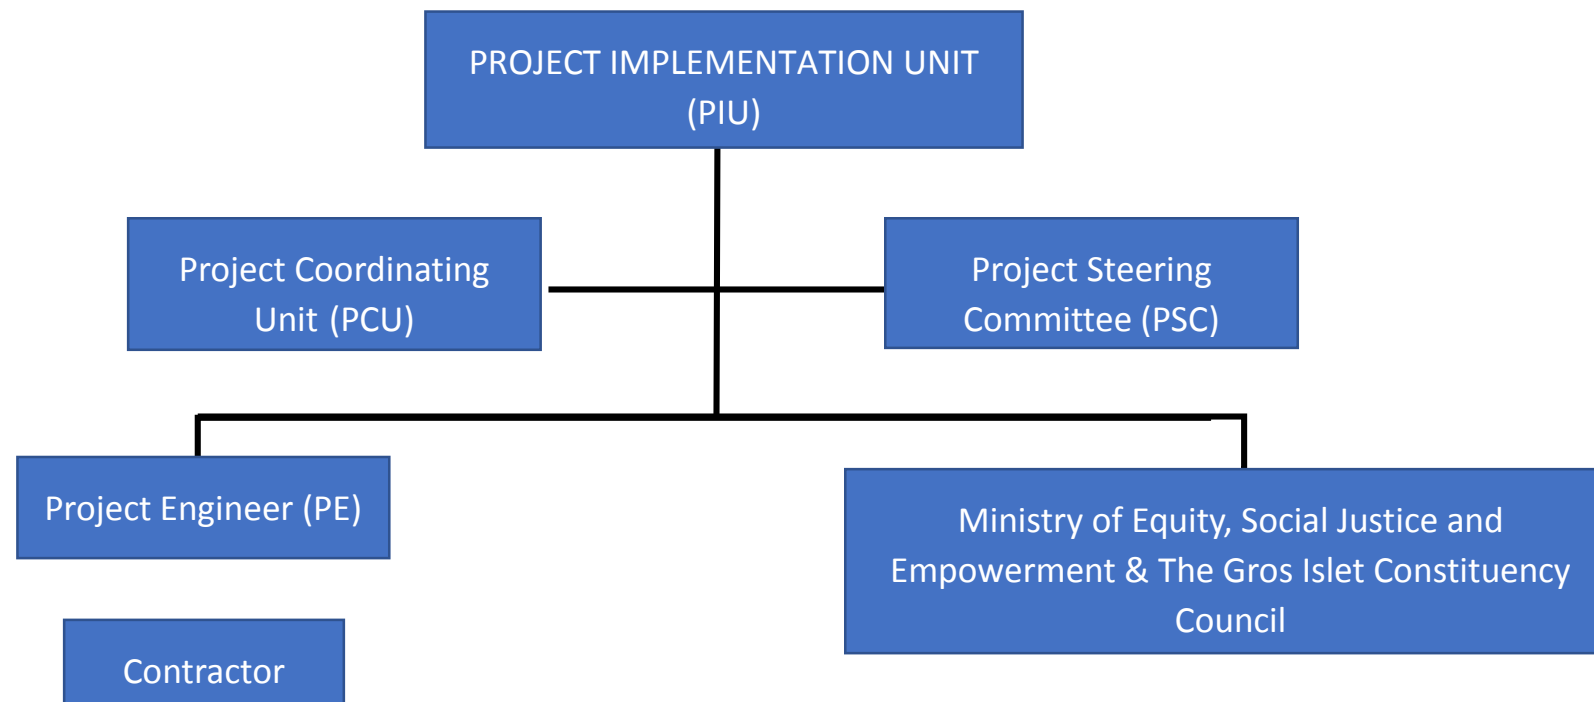 PROJECT IMPLEMENTATION UNIT
(PIU)
Project Coordinating
Unit (PCU)
Project Steering
Committee (PSC)
Project Engineer (PE)
Ministry of Equity, Social Justice and
Empowerment & The Gros Islet Constituency
Council
Contractor